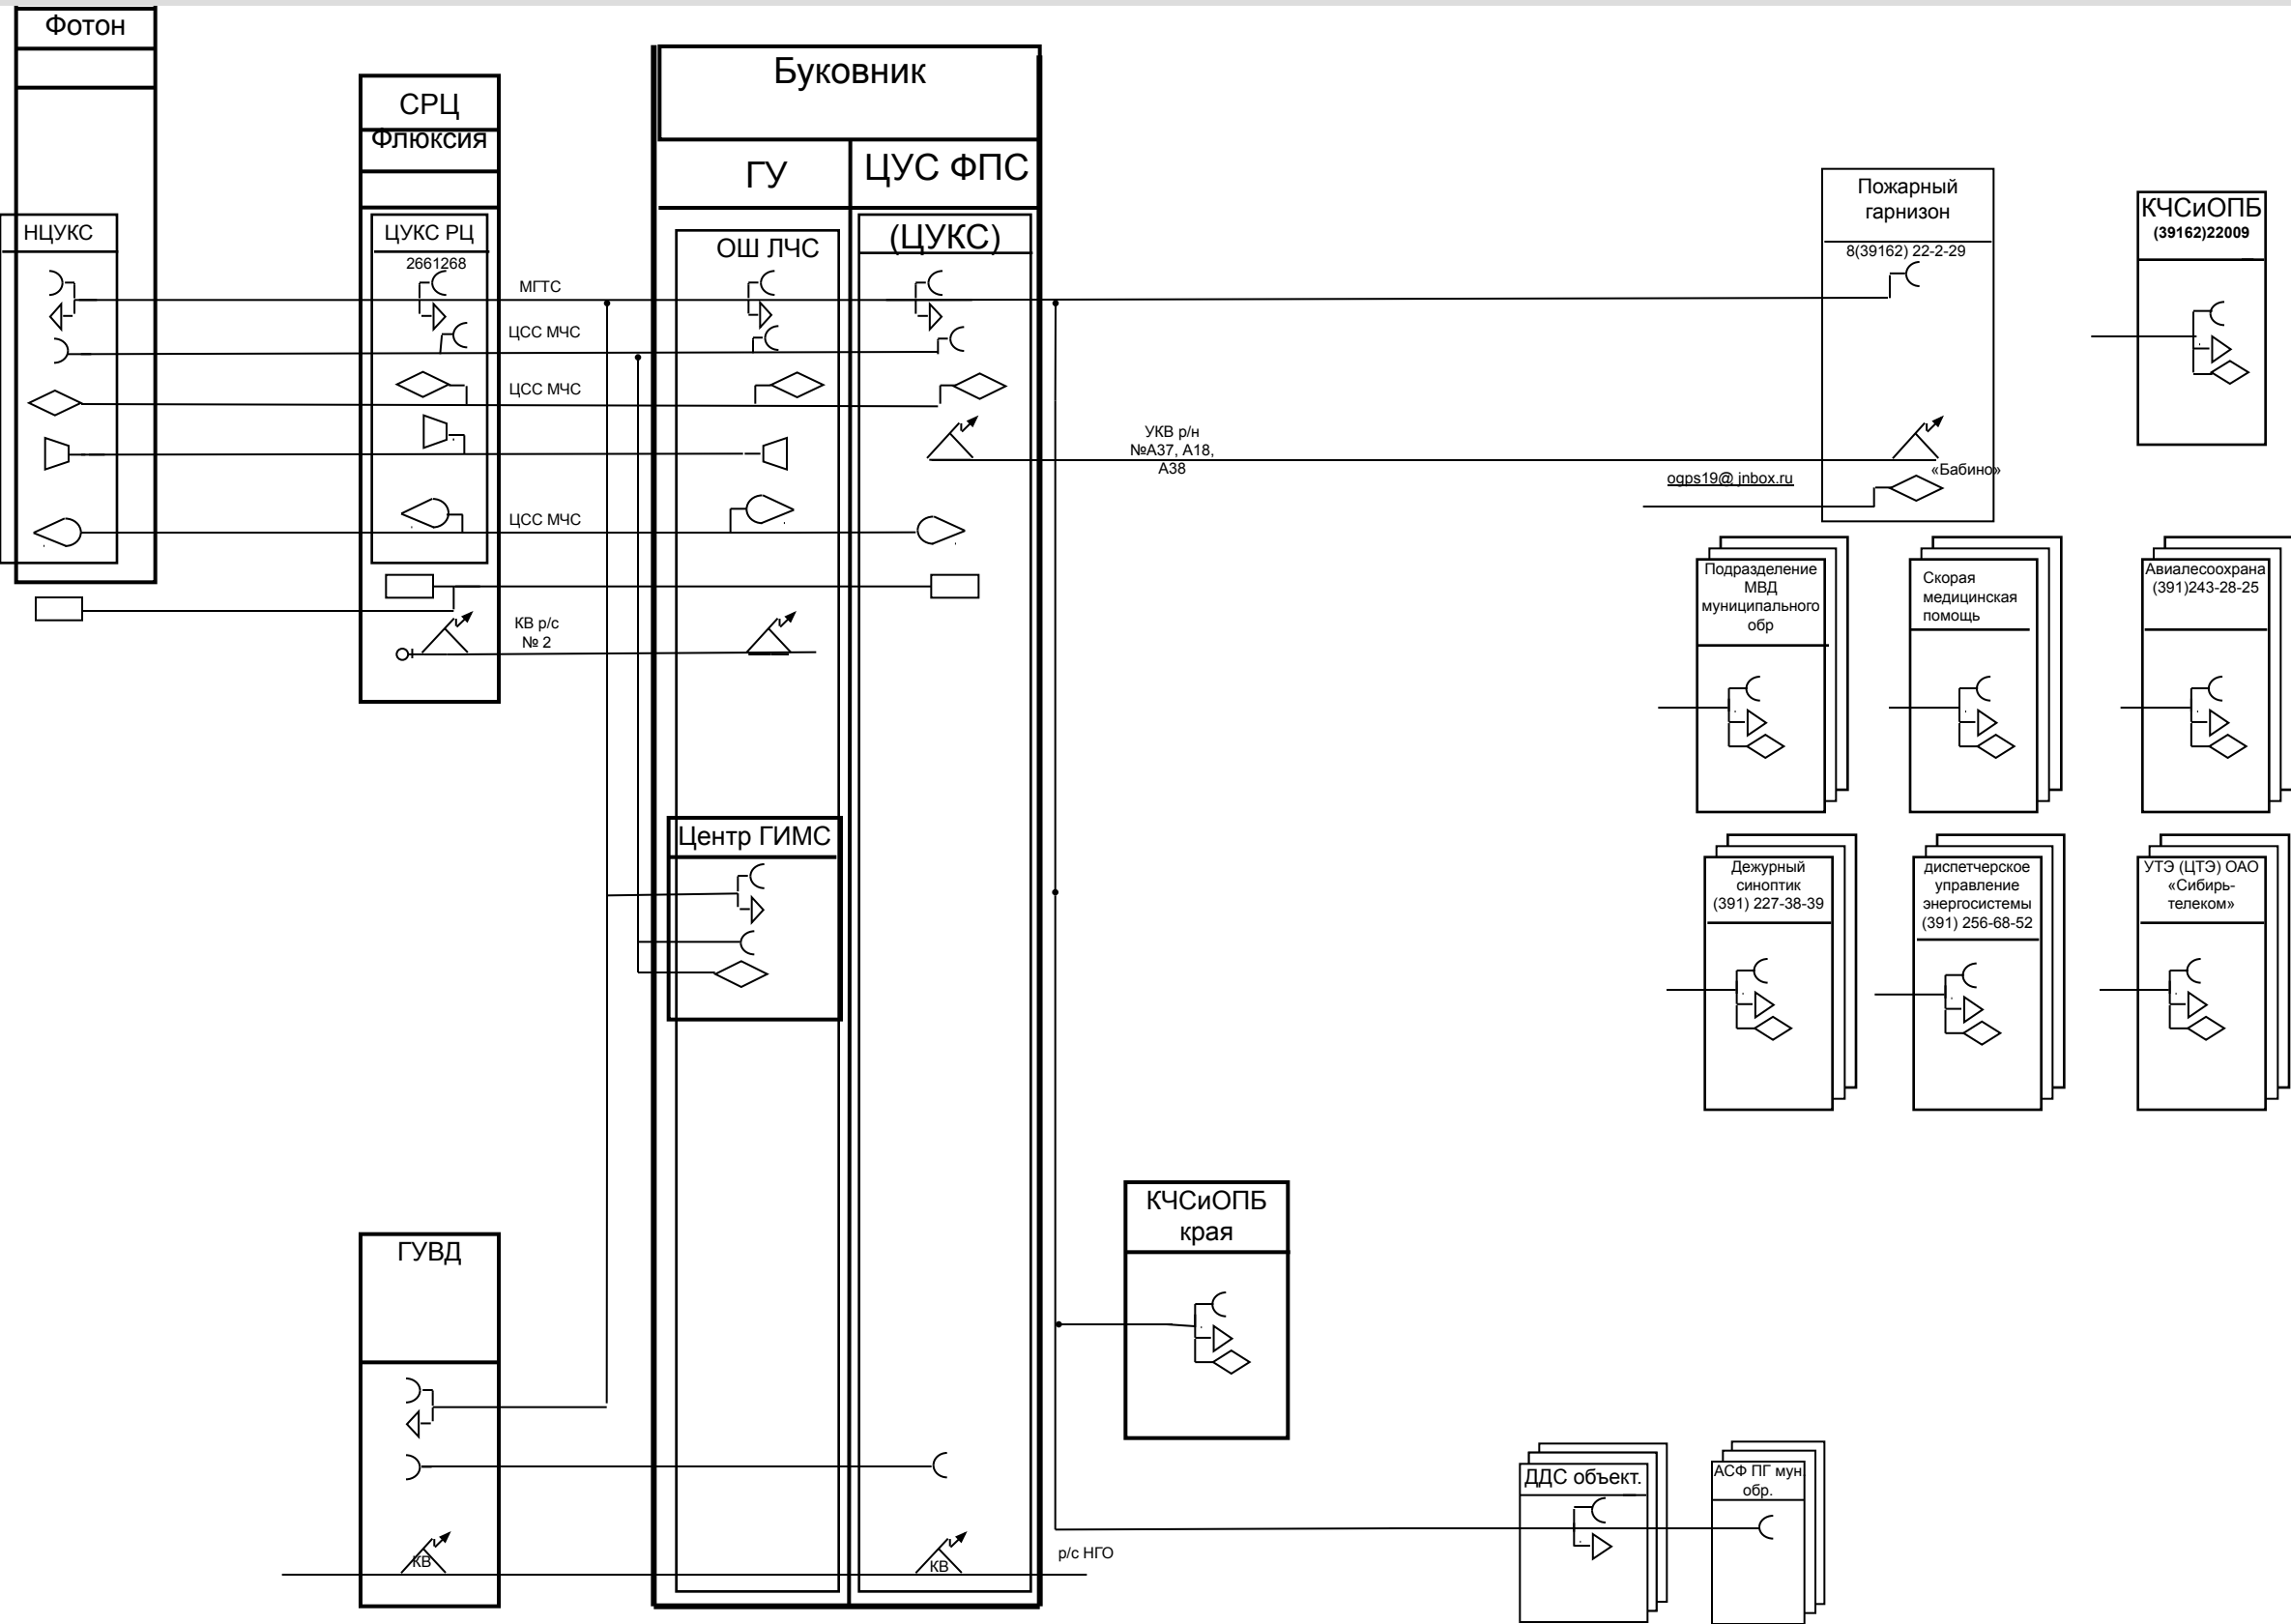 Фотон
СРЦ
Флюксия
Буковник
ГУ
ЦУС ФПС
НЦУКС
ЦУКС РЦ
2661268
ОШ ЛЧС
(ЦУКС)
МГТС
ЦСС МЧС
ЦСС МЧС
ЦСС МЧС
КВ р/с
№ 2
УКВ р/н
№А37, А18,
А38
Пожарный
гарнизон
8(39162) 22-2-29
«Бабино»
ogps19@ jnbox.ru
КЧСиОПБ
(39162)22009
Подразделение
МВД
муниципального
обр
Скорая
медицинская
помощь
Авиалесоохрана
(391)243-28-25
Дежурный
синоптик
(391) 227-38-39
диспетчерское
управление
энергосистемы
(391) 256-68-52
УТЭ (ЦТЭ) ОАО
«Сибирь-
телеком»
Центр ГИМС
КЧСиОПБ
края
ГУВД
КВ
КВ
р/с НГО
ДДС объект.
АСФ ПГ мун.
обр.